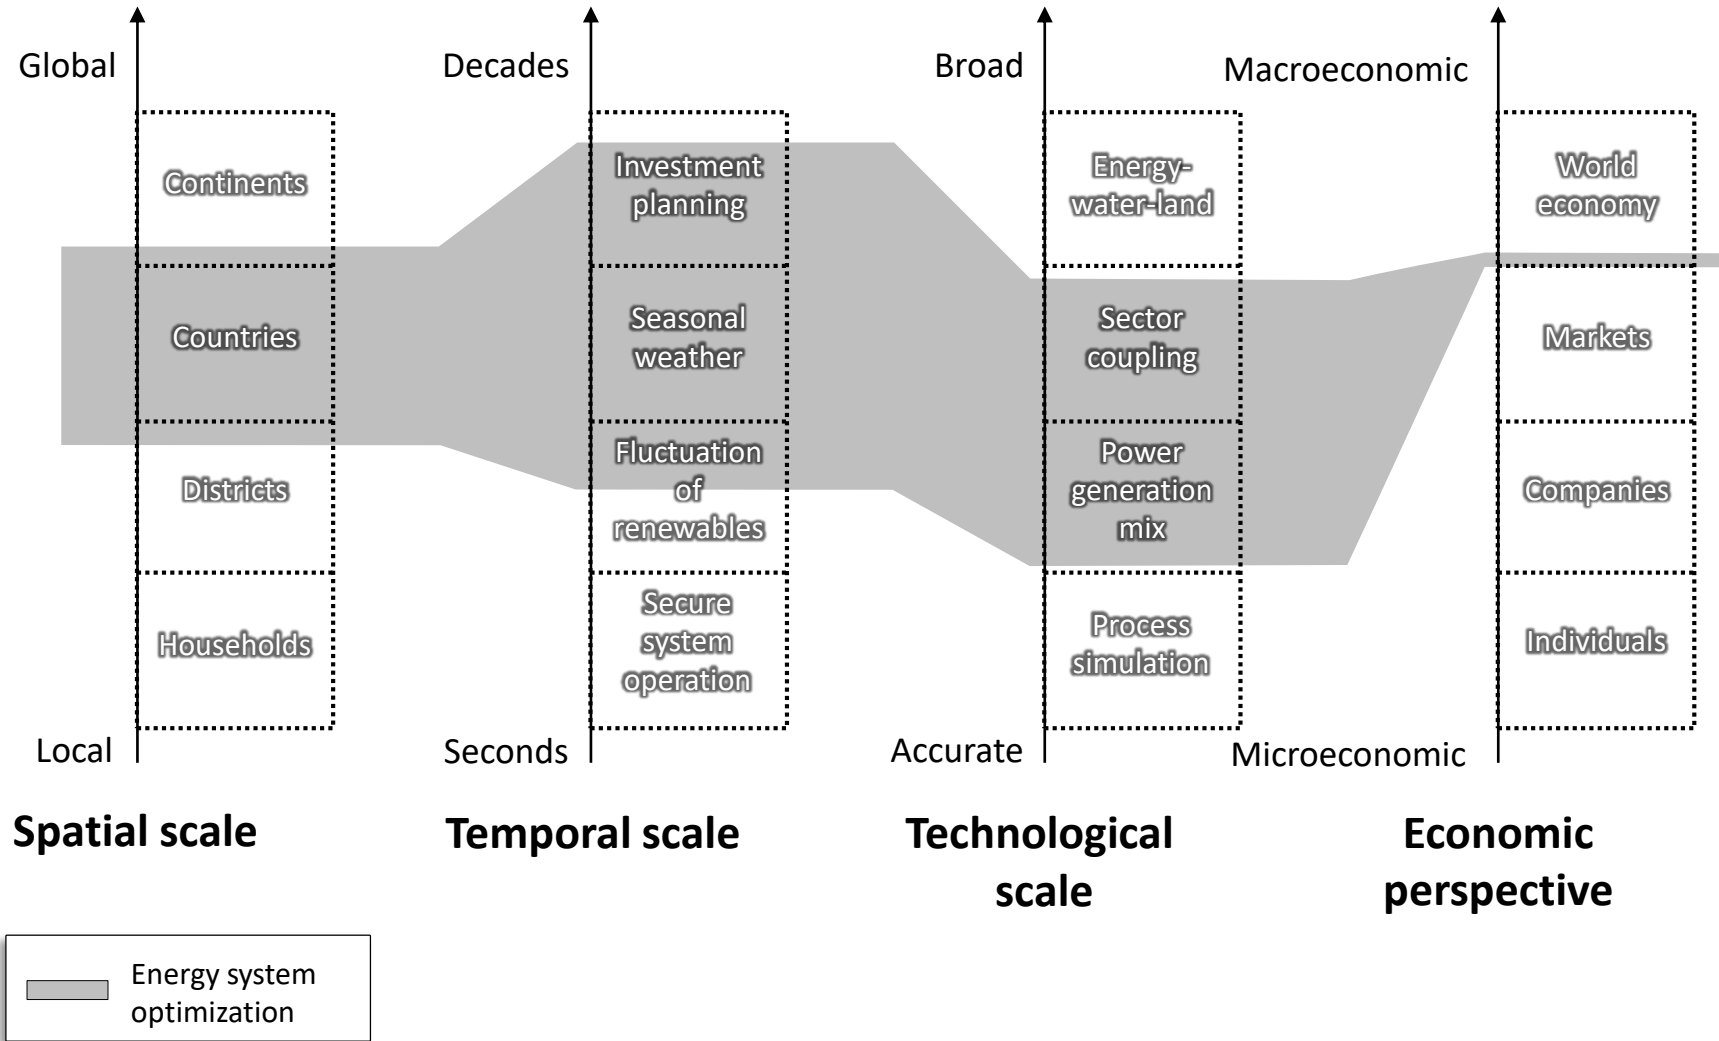 Global
Decades
Broad
Macroeconomic
Continents
Investment
planning
Energy-
water-land
World
economy
Countries
Seasonal
weather
Sector
coupling
Markets
Districts
Fluctuation
of
renewables
Power
generation
mix
Companies
Households
Secure
system
operation
Process
simulation
Individuals
Local
Seconds
Accurate
Microeconomic
Spatial scale
Temporal scale
Technological
scale
Economic
perspective
Energy system
optimization